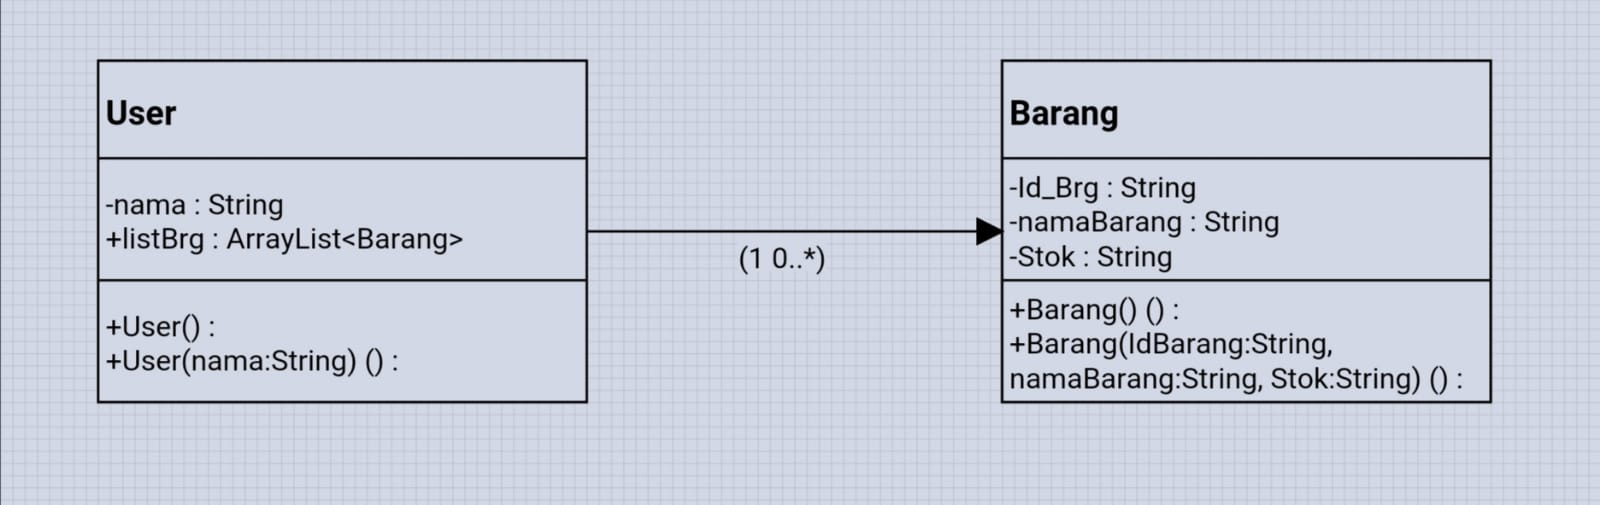 User
-nama : String
+listBrg : ArrayList<Barang>
+User() :
+User(nama:String) () :
(1 0..*)
Barang
-Id_Brg : String
-namaBarang : String
-Stok : String
+Barang() () :
+Barang(IdBarang:String,
namaBarang:String, Stok:String) () :